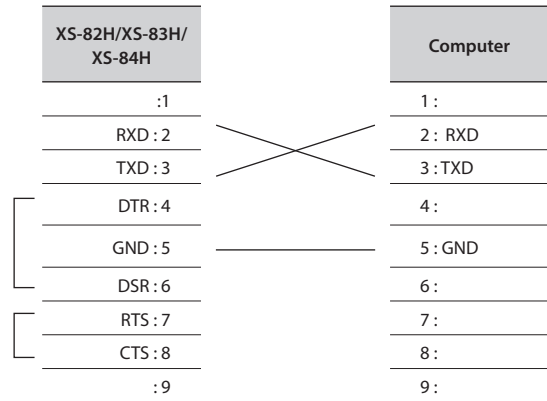 XS-82H/XS-83H/
XS-84H
Computer
:1
1 :
RXD : 2
2 : RXD
TXD : 3
3 : TXD
DTR : 4
4 :
GND : 5
5 : GND
DSR : 6
6 :
RTS : 7
7 :
CTS : 8
8 :
: 9
9 :